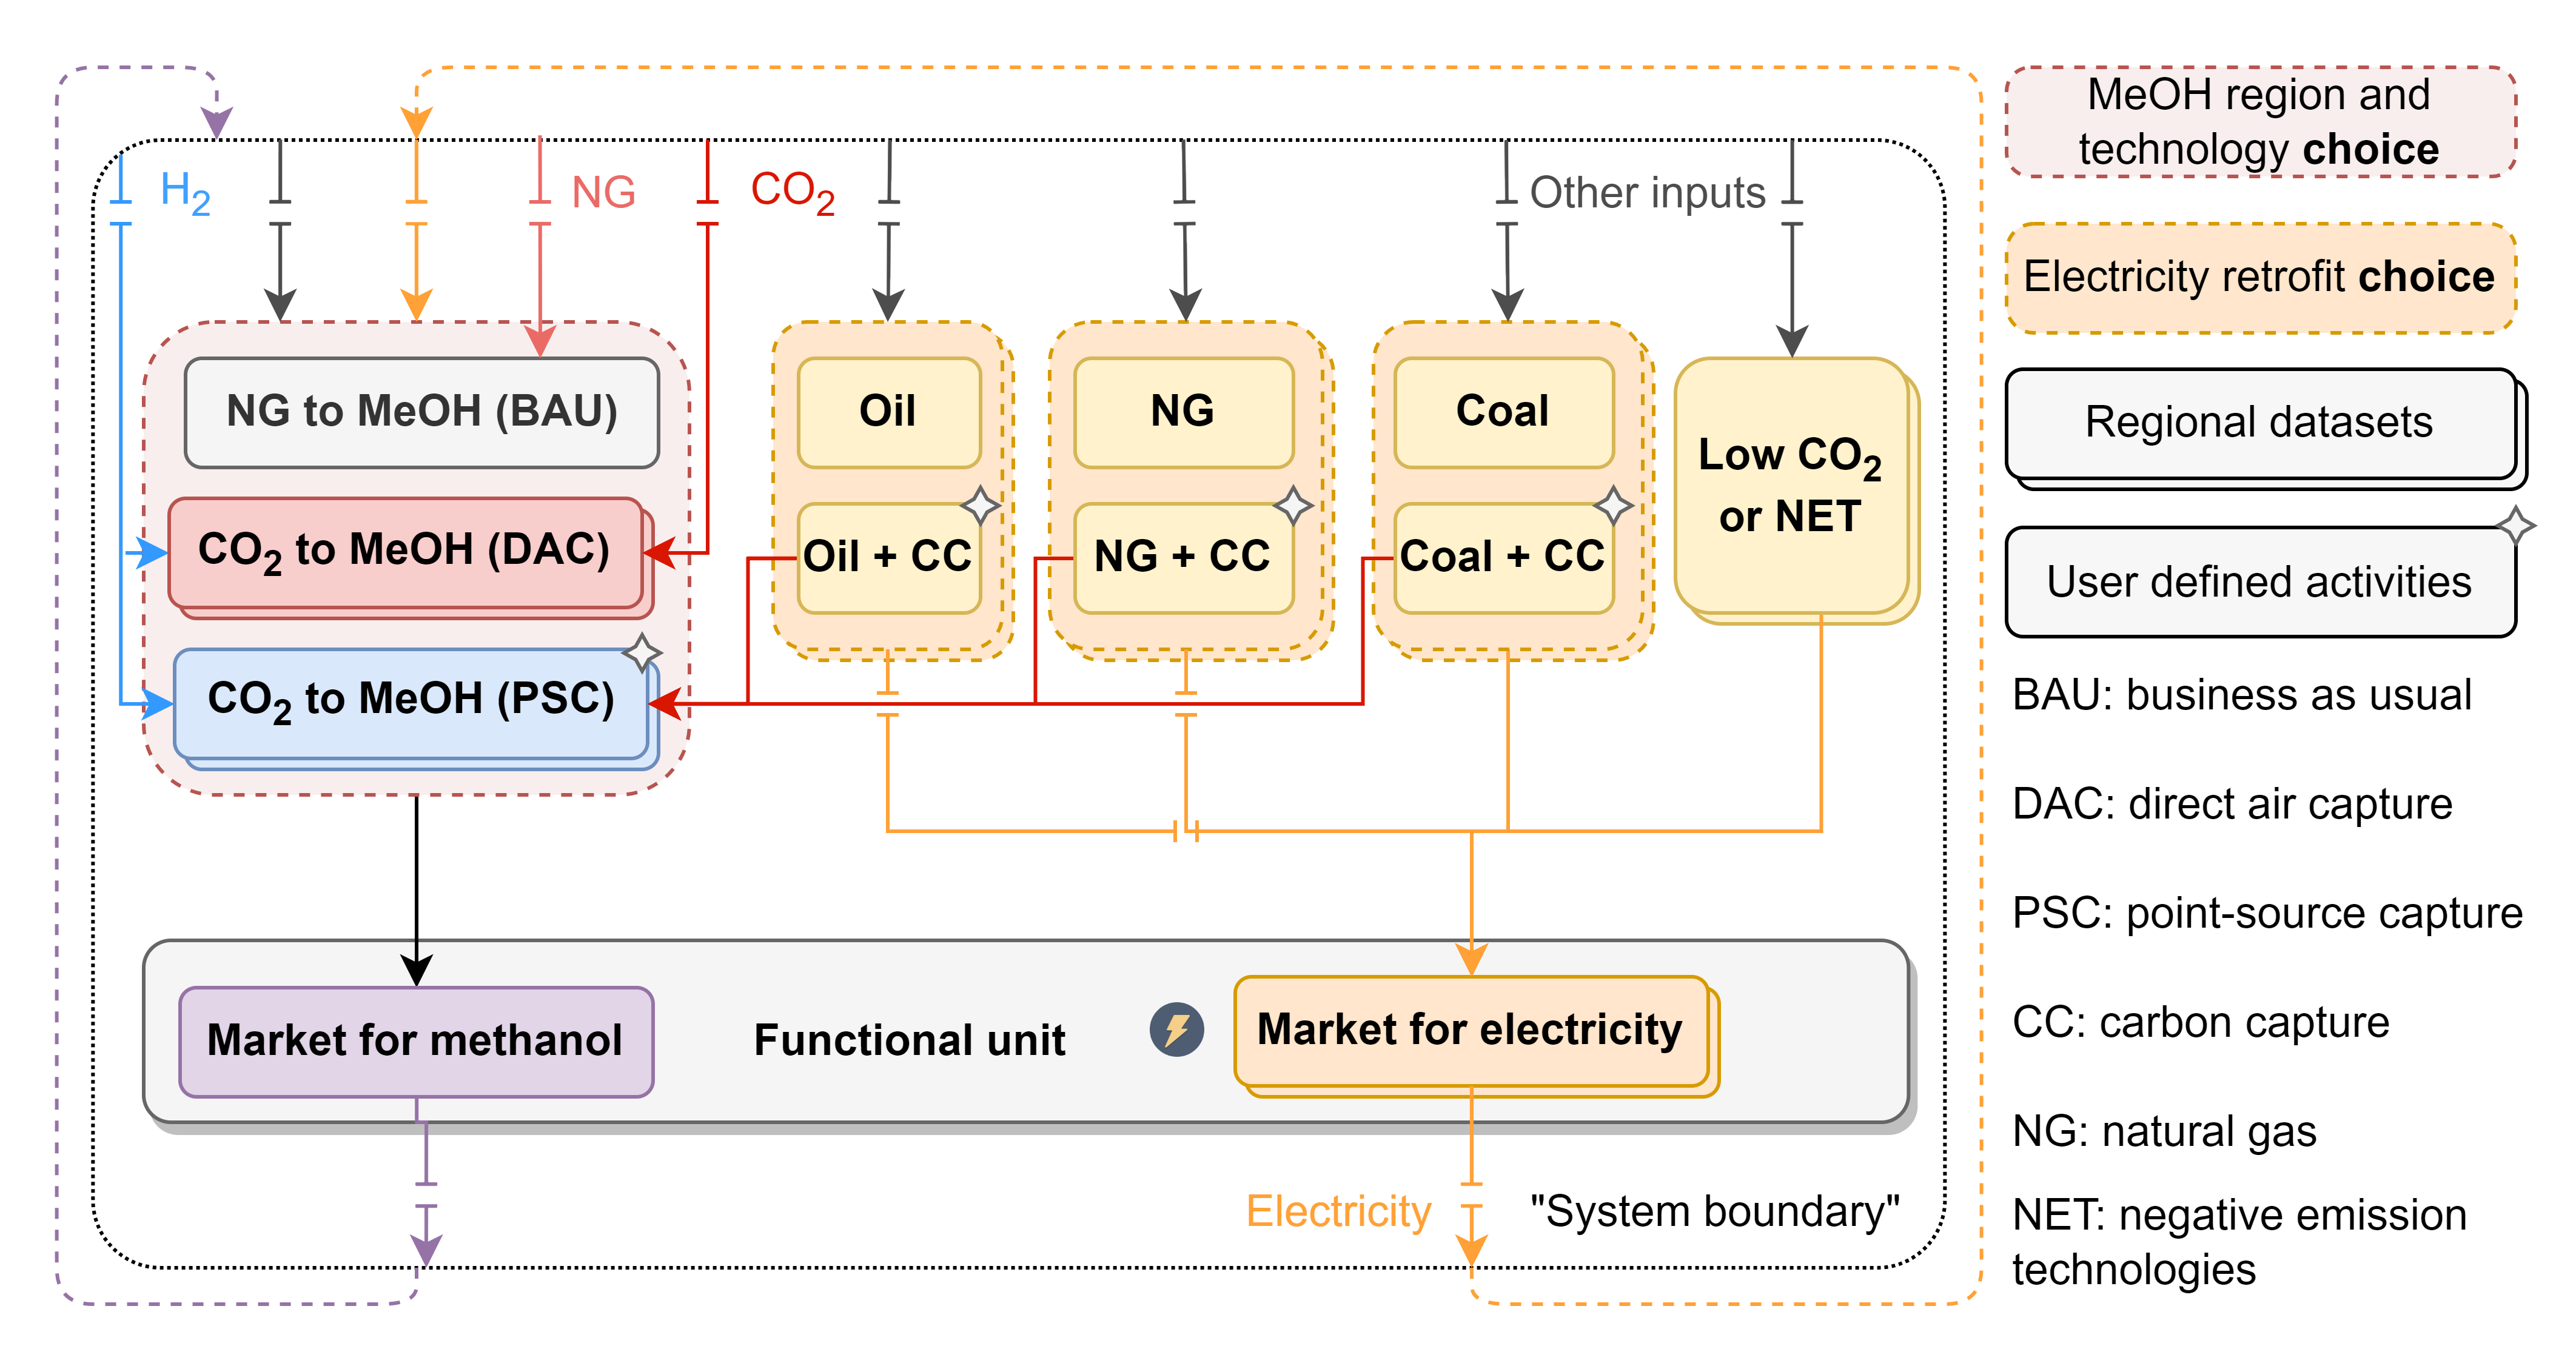 H2
NG
CO2
Other inputs
NG to MeOH (BAU)
CO2 to MeOH (DAC)
CO2 to MeOH (PSC)
Oil
Oil + CC
NG
NG + CC
Coal
Coal + CC
Low CO2
or NET
Market for methanol
Functional unit
Market for electricity
Electricity
"System boundary"
MeOH region and
technology choice
Electricity retrofit choice
Regional datasets
User defined activities
BAU: business as usual
DAC: direct air capture
PSC: point-source capture
CC: carbon capture
NG: natural gas
NET: negative emission
technologies